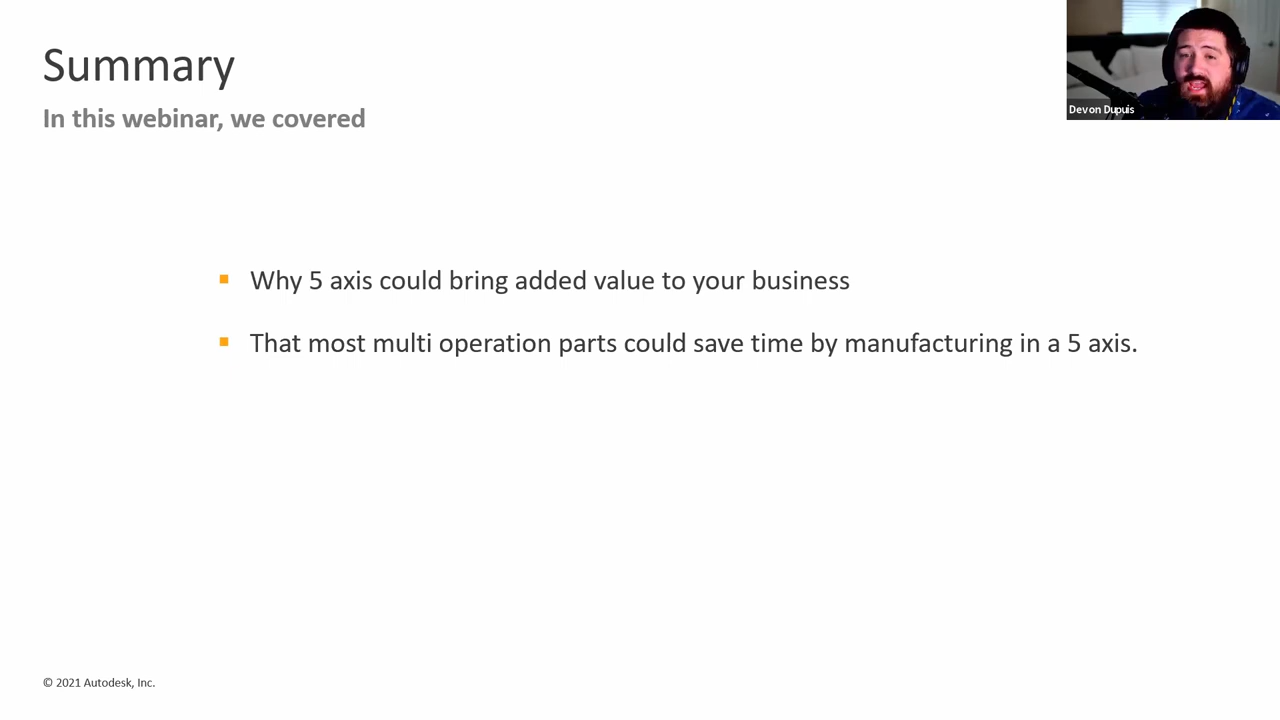 Summary
In this webinar, we covered
Devon Dupuis
Why 5 axis could bring added value to your business
That most multi operation parts could save time by manufacturing in a 5 axis.
© 2021 Autodesk, Inc.